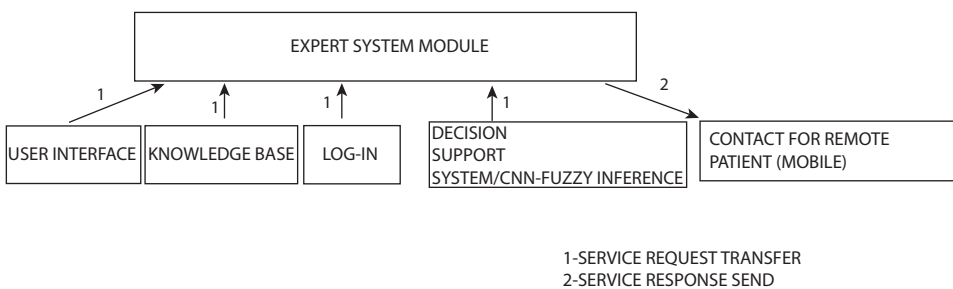 EXPERT SYSTEM MODULE
1
1
1
1
2
USER INTERFACE
KNOWLEDGE BASE
LOG-IN
DECISION
SUPPORT
SYSTEM/CNN-FUZZY INFERENCE
CONTACT FOR REMOTE
PATIENT (MOBILE)
1-SERVICE REQUEST TRANSFER
2-SERVICE RESPONSE SEND